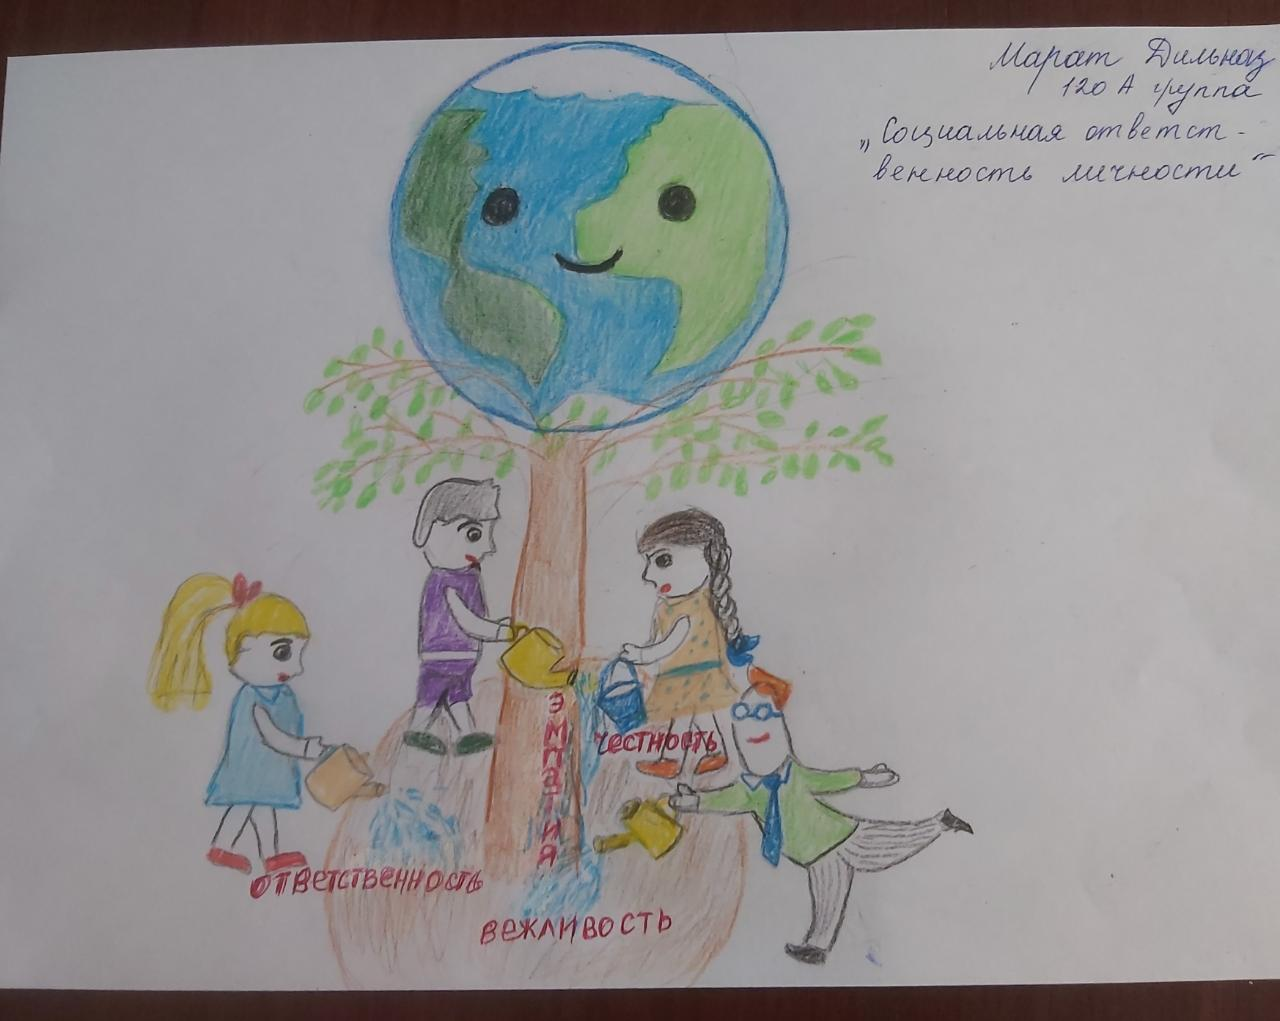 Марат Дильназ
120 А группа
„Социальная ответст-
венность личности“
эмпатия
честность
ответственность
вежливость